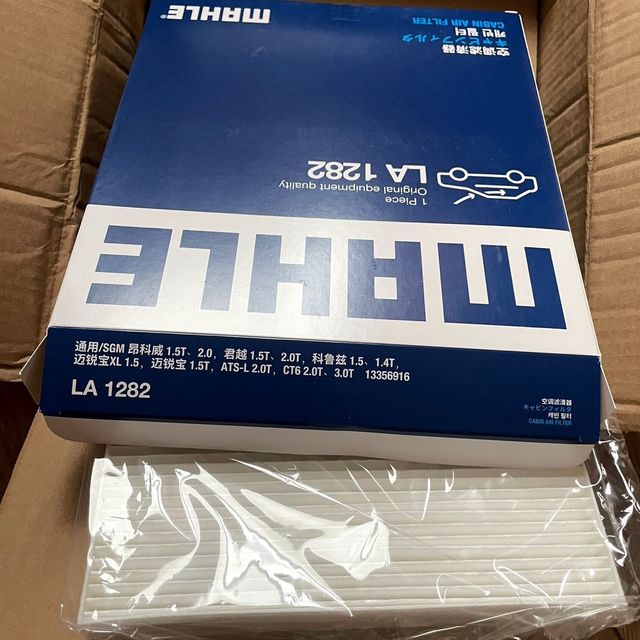 MAHLE
空调滤清器
キャビンフィルタ
캐빈 필터
CABIN AIR FILTER
LA 1282
Original equipment quality
1 Piece
MAHLE
通用/SGM 昂科威 1.5T、2.0，君越 1.5T、2.0T，科鲁兹 1.5、1.4T，
迈锐宝XL 1.5，迈锐宝 1.5T，ATS-L 2.0T，CT6 2.0T、3.0T 13356916
LA 1282
空调滤清器
キャビンフィルタ
캐빈 필터
CABIN AIR FILTER